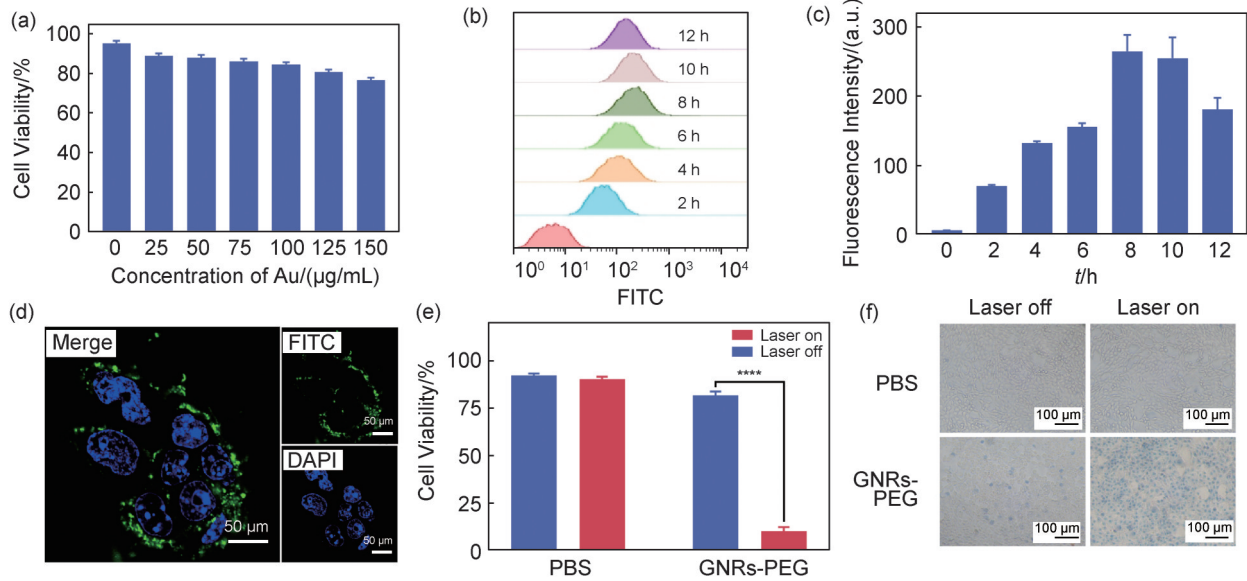 (a)
Cell Viability/%
100
80
60
40
20
0
0 25 50 75 100 125 150
Concentration of Au/(μg/mL)
(b)
12 h
10 h
8 h
6 h
4 h
2 h
10⁰ 10¹ 10² 10³ 10⁴
FITC
(c)
Fluorescence Intensity/(a.u.)
300
200
100
0
0 2 4 6 8 10 12
t/h
(d)
Merge
50 μm
FITC
50 μm
DAPI
50 μm
(e)
Laser on
Laser off
Cell Viability/%
100
75
50
25
0
****
PBS GNRs-PEG
(f)
Laser off Laser on
PBS
100 μm 100 μm
GNRs-
PEG
100 μm 100 μm